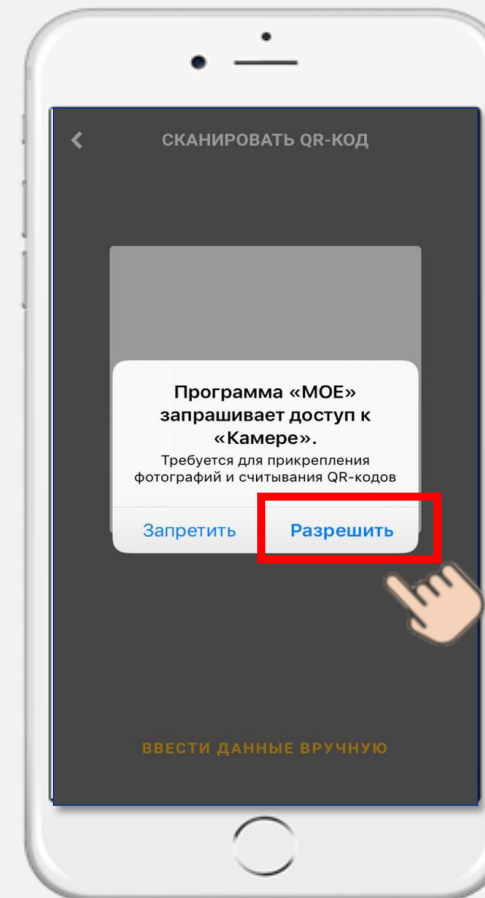 СКАНИРОВАТЬ QR-КОД
Программа «МОЕ»
запрашивает доступ к
«Камере».
Требуется для прикрепления
фотографий и считывания QR-кодов
Запретить Разрешить
ВВЕСТИ ДАННЫЕ ВРУЧНУЮ